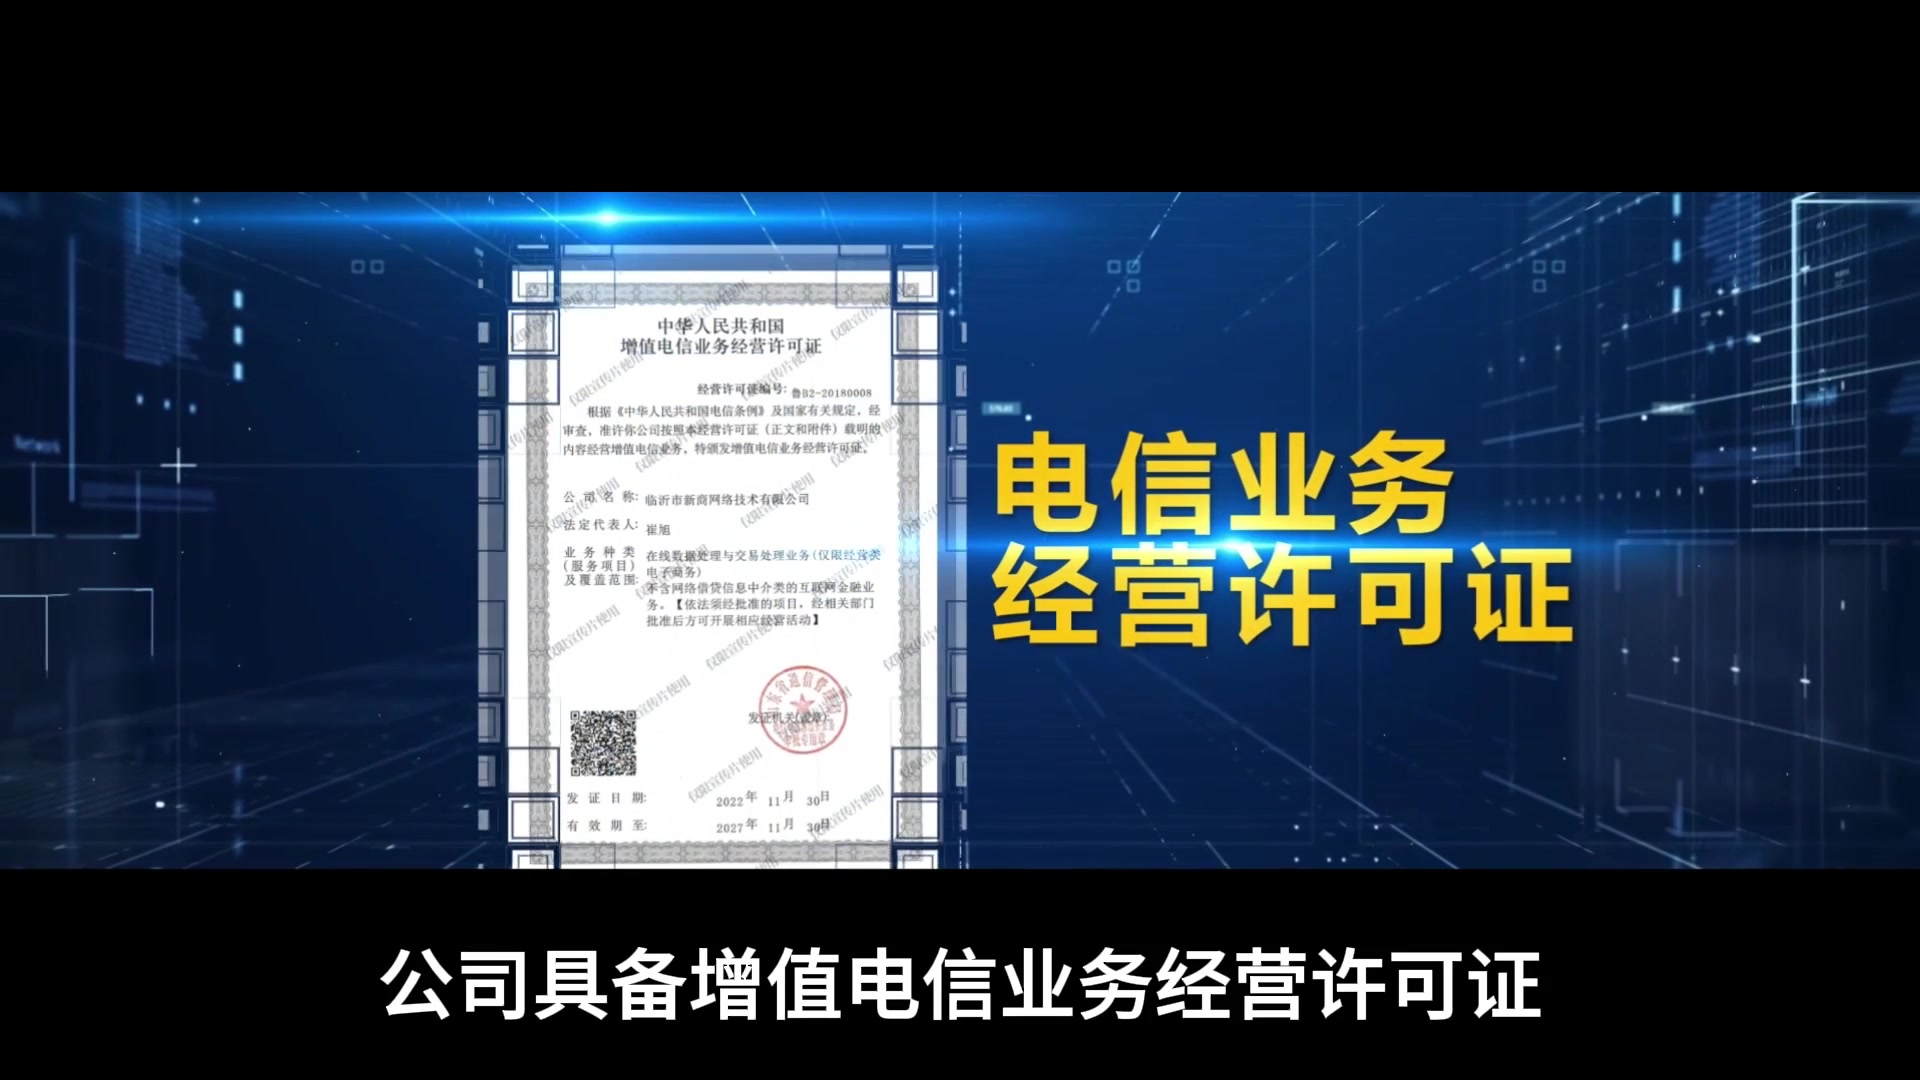 中华人民共和国
增值电信业务经营许可证
经营许可证编号: 鲁B2-20180008
根据《中华人民共和国电信条例》及国家有关规定，经
审查，准许你公司按照本经营许可证（正文和附件）载明的
内容经营增值电信业务，特颁发增值电信业务经营许可证。
公司名称: 临沂市新商网络技术有限公司
法定代表人: 崔旭
业务种类
(服务项目)
及覆盖范围:
在线数据处理与交易处理业务(仅限经营类
电子商务)
不含网络借贷信息中介类的互联网金融业
务。【依法须经批准的项目，经相关部门
批准后方可开展相应经营活动】
发证机关(盖章)
发证日期: 2022年 11月 30日
有效期至: 2027年 11月 30日
仅限宣传片使用
电信业务
经营许可证
公司具备增值电信业务经营许可证